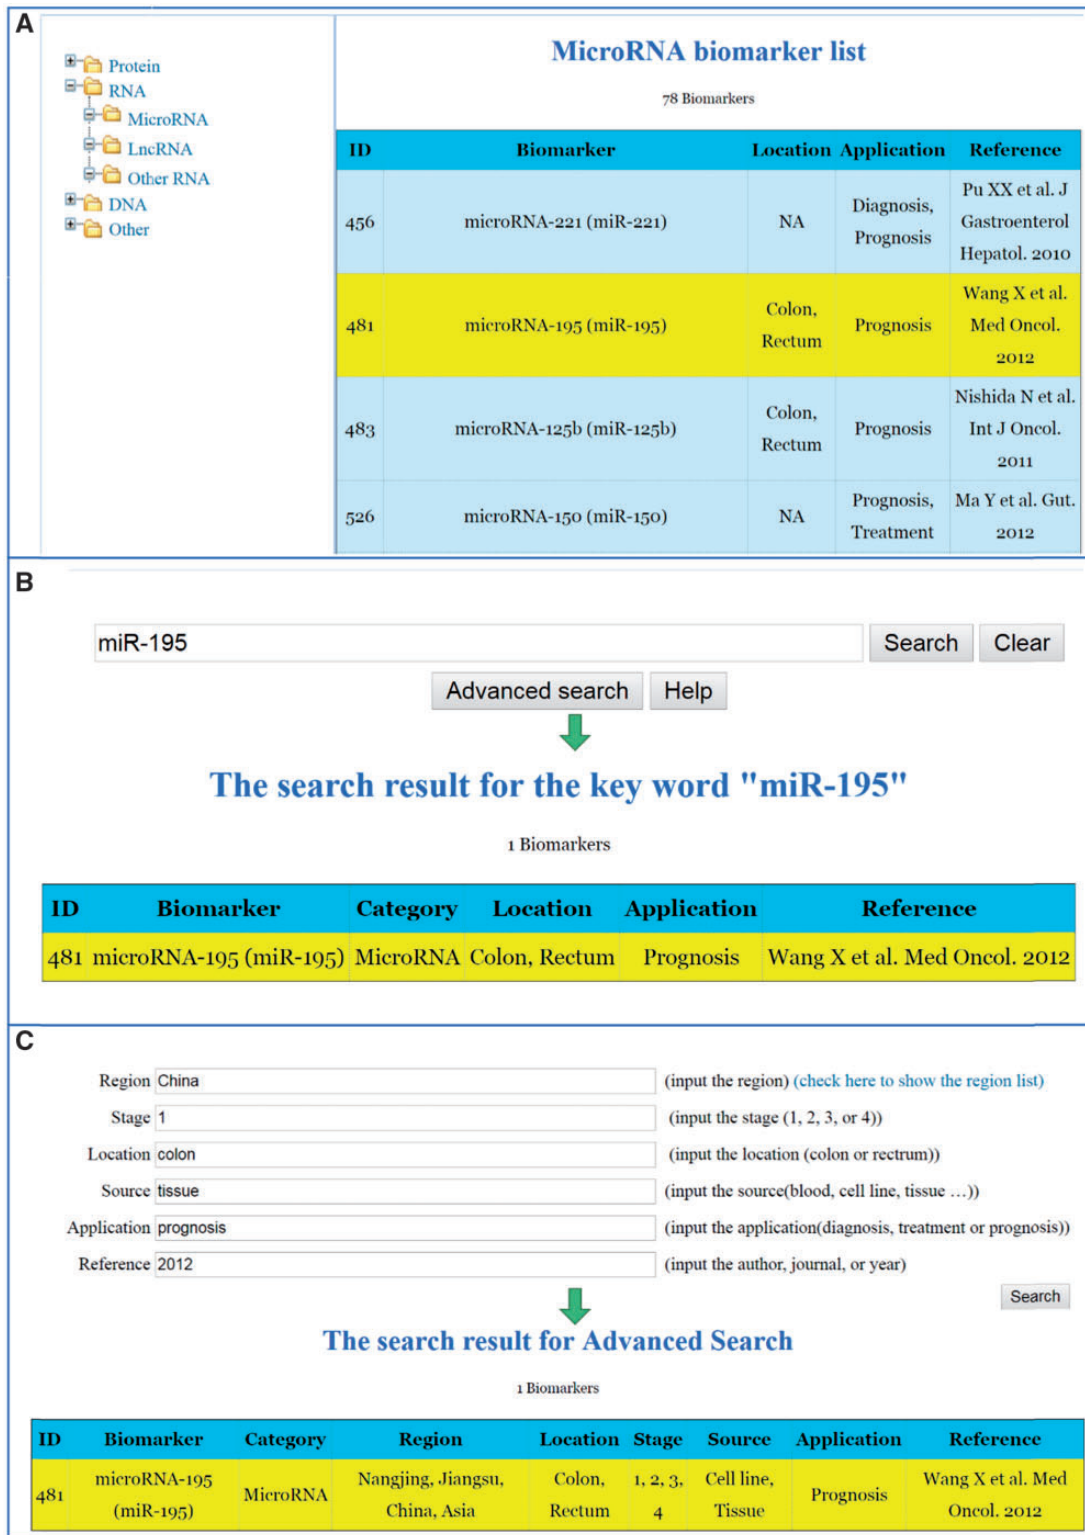 A
Protein
RNA
MicroRNA
LncRNA
Other RNA
DNA
Other
MicroRNA biomarker list
78 Biomarkers
ID Biomarker Location Application Reference
456 microRNA-221 (miR-221) NA Diagnosis, Prognosis Pu XX et al. J Gastroenterol Hepatol. 2010
481 microRNA-195 (miR-195) Colon, Rectum Prognosis Wang X et al. Med Oncol. 2012
483 microRNA-125b (miR-125b) Colon, Rectum Prognosis Nishida N et al. Int J Oncol. 2011
526 microRNA-150 (miR-150) NA Prognosis, Treatment Ma Y et al. Gut. 2012
B
miR-195 Search Clear
Advanced search Help
The search result for the key word "miR-195"
1 Biomarkers
ID Biomarker Category Location Application Reference
481 microRNA-195 (miR-195) MicroRNA Colon, Rectum Prognosis Wang X et al. Med Oncol. 2012
C
Region China (input the region) (check here to show the region list)
Stage 1 (input the stage (1, 2, 3, or 4))
Location colon (input the location (colon or rectrum))
Source tissue (input the source(blood, cell line, tissue ...))
Application prognosis (input the application(diagnosis, treatment or prognosis))
Reference 2012 (input the author, journal, or year)
Search
The search result for Advanced Search
1 Biomarkers
ID Biomarker Category Region Location Stage Source Application Reference
481 microRNA-195 (miR-195) MicroRNA Nangjing, Jiangsu, China, Asia Colon, Rectum 1, 2, 3, 4 Cell line, Tissue Prognosis Wang X et al. Med Oncol. 2012